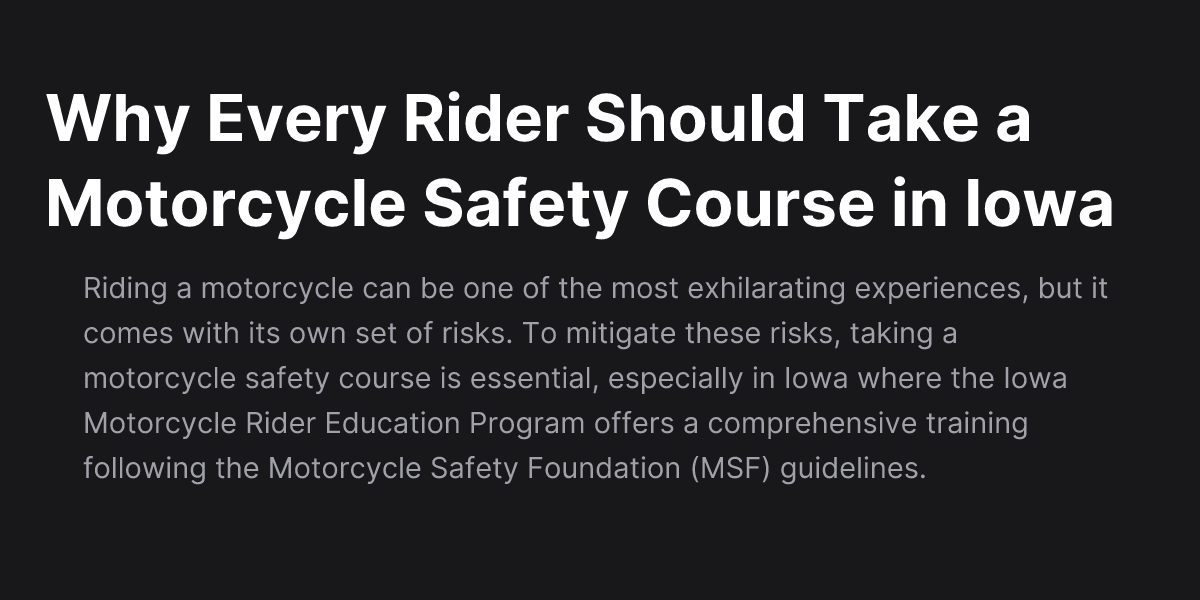 Why Every Rider Should Take a
Motorcycle Safety Course in Iowa
Riding a motorcycle can be one of the most exhilarating experiences, but it
comes with its own set of risks. To mitigate these risks, taking a
motorcycle safety course is essential, especially in Iowa where the Iowa
Motorcycle Rider Education Program offers a comprehensive training
following the Motorcycle Safety Foundation (MSF) guidelines.